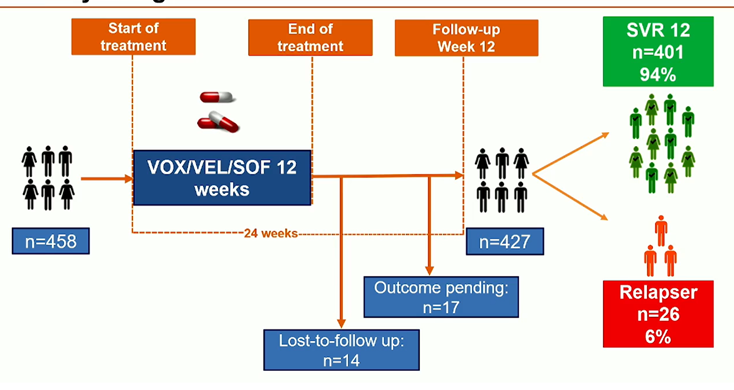 Start of
treatment
End of
treatment
Follow-up
Week 12
SVR 12
n=401
94%
VOX/VEL/SOF 12
weeks
n=458
24 weeks
n=427
Outcome pending:
n=17
Lost-to-follow up:
n=14
Relapser
n=26
6%